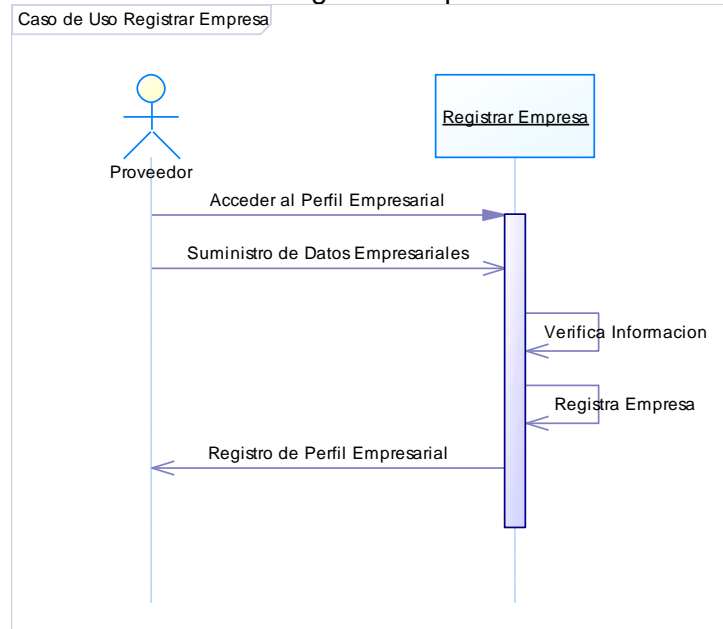 Caso de Uso Registrar Empresa
Registrar Empresa
Proveedor
Acceder al Perfil Empresarial
Suministro de Datos Empresariales
Verifica Informacion
Registra Empresa
Registro de Perfil Empresarial